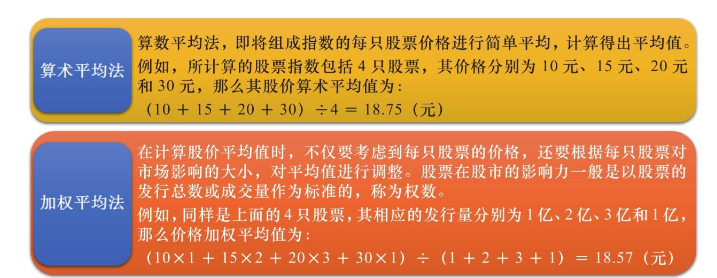 算术平均法
算数平均法，即将组成指数的每只股票价格进行简单平均，计算得出平均值。
例如，所计算的股票指数包括 4 只股票，其价格分别为 10 元、15 元、20 元
和 30 元，那么其股价算术平均值为：
（10 + 15 + 20 + 30）÷4 = 18.75（元）
加权平均法
在计算股价平均值时，不仅要考虑到每只股票的价格，还要根据每只股票对
市场影响的大小，对平均值进行调整。股票在股市的影响力一般是以股票的
发行总数或成交量作为标准的，称为权数。
例如，同样是上面的 4 只股票，其相应的发行量分别为 1 亿、2 亿、3 亿和 1 亿，
那么价格加权平均值为：
（10×1 + 15×2 + 20×3 + 30×1）÷（1 + 2 + 3 + 1）= 18.57（元）